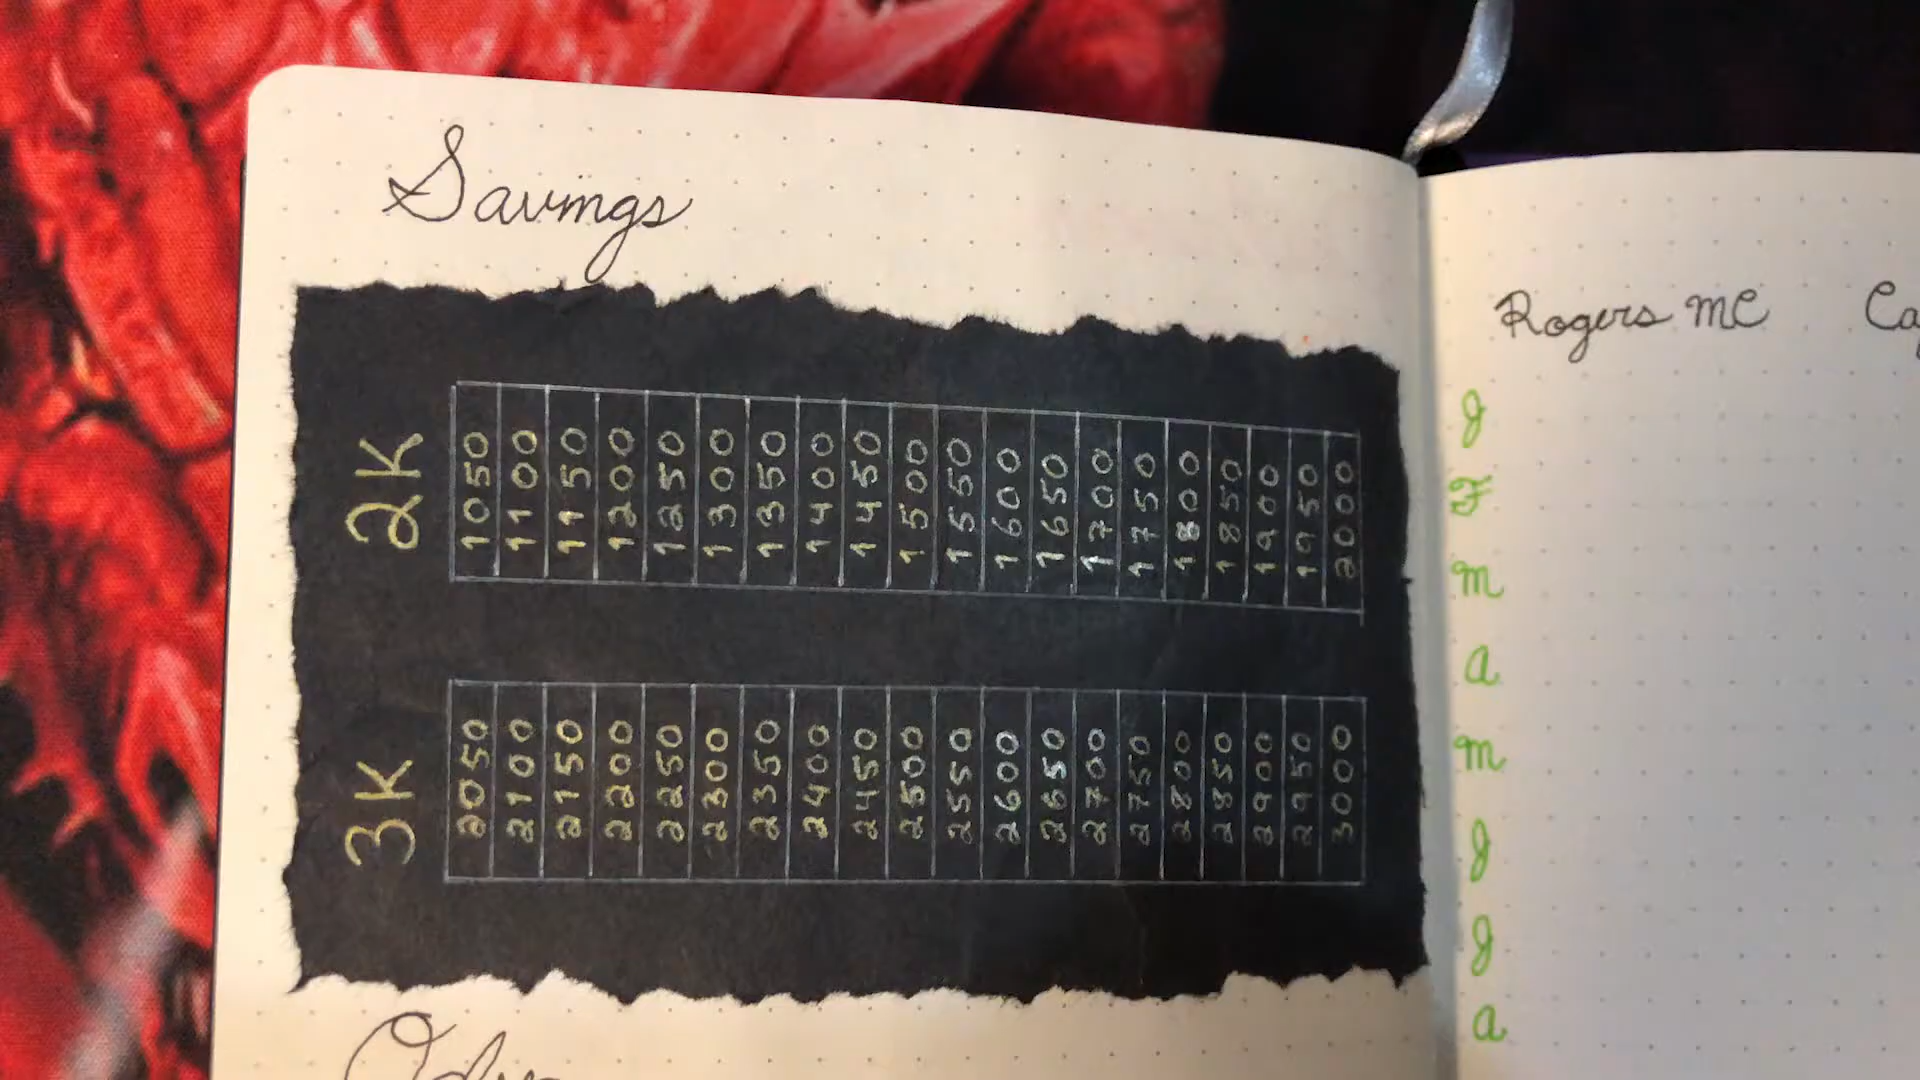 Savings
2K
1050 1100 1150 1200 1250 1300 1350 1400 1450 1500 1550 1600 1650 1700 1750 1800 1850 1900 1950 2000
3K
2050 2100 2150 2200 2250 2300 2350 2400 2450 2500 2550 2600 2650 2700 2750 2800 2850 2900 2950 3000
Rogers MC
J
F
m
a
m
J
J
a